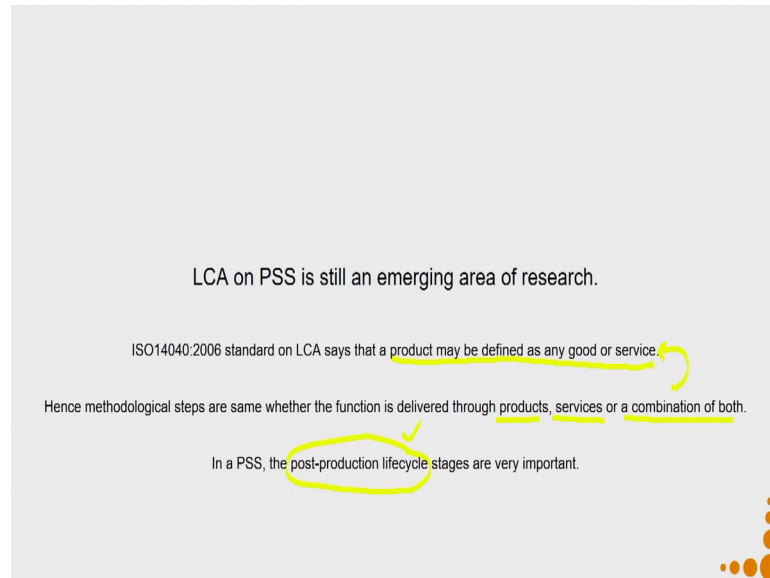 LCA on PSS is still an emerging area of research.
ISO14040:2006 standard on LCA says that a product may be defined as any good or service.
Hence methodological steps are same whether the function is delivered through products, services or a combination of both.
In a PSS, the post-production lifecycle stages are very important.